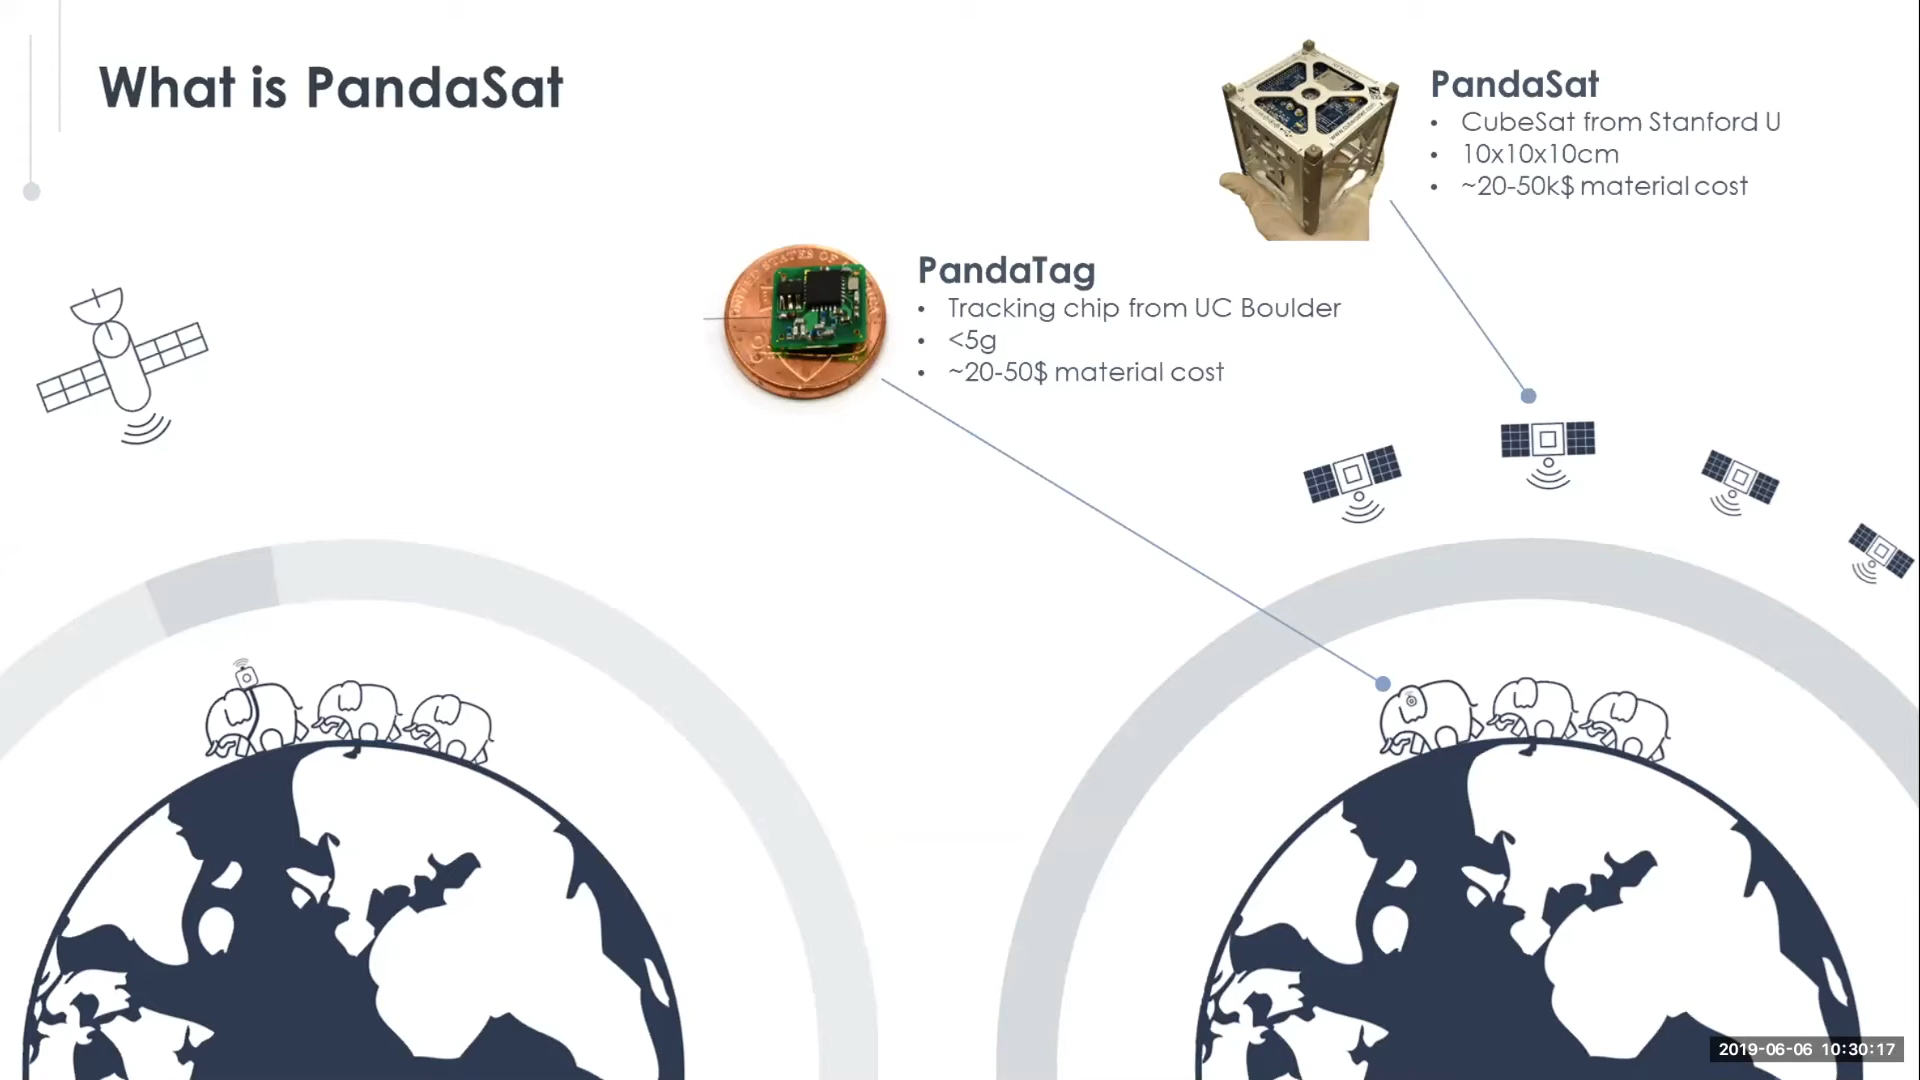 What is PandaSat
PandaSat
• CubeSat from Stanford U
• 10x10x10cm
• ~20-50k$ material cost
PandaTag
• Tracking chip from UC Boulder
• <5g
• ~20-50$ material cost
2019-06-06 10:30:17